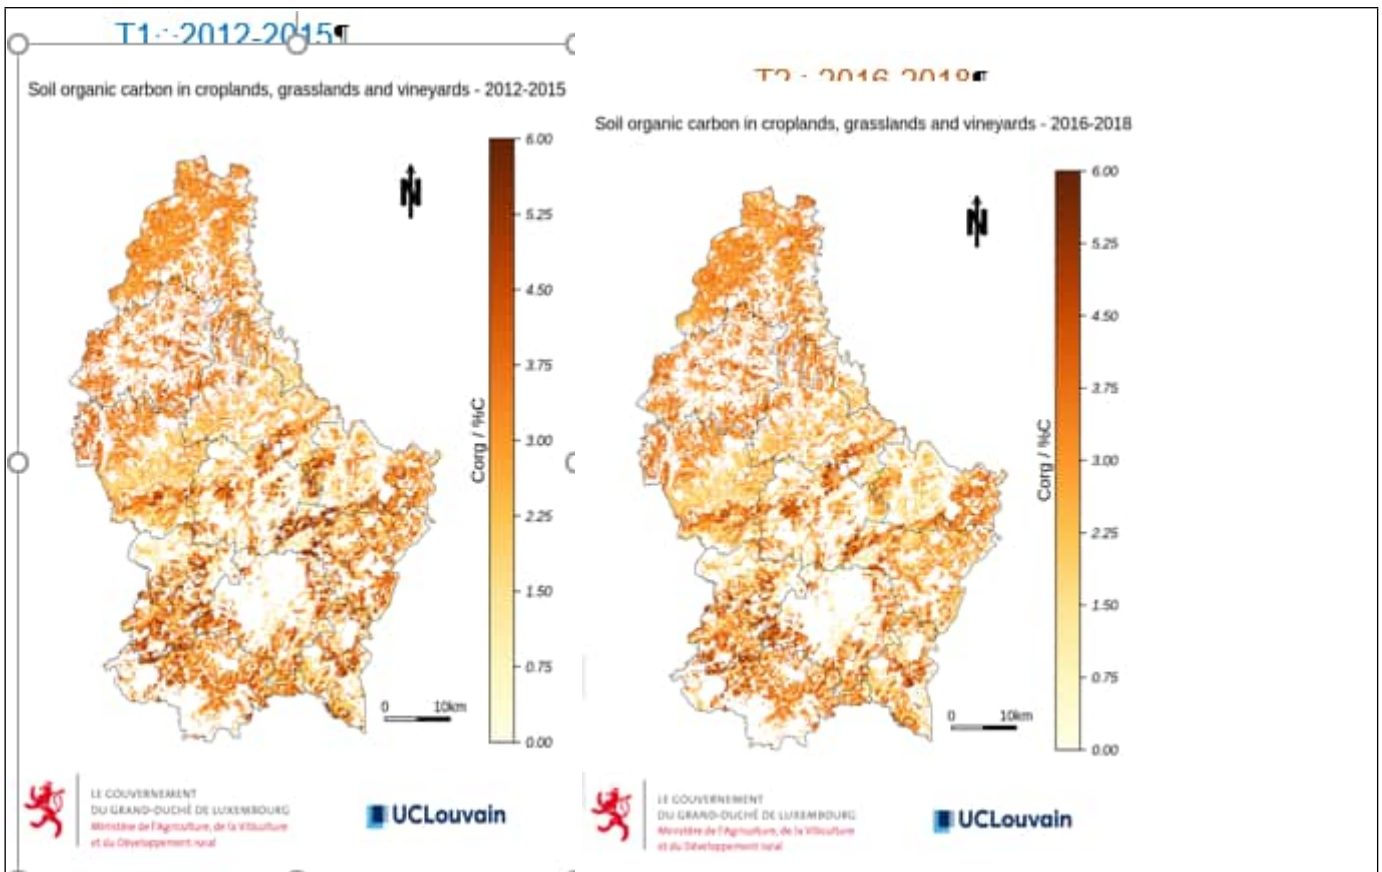 T1·:·2012-2015¶
Soil organic carbon in croplands, grasslands and vineyards - 2012-2015
N
6.00
5.25
4.50
3.75
3.00
2.25
1.50
0.75
0.00
Corg / %C
0 10km
LE GOUVERNEMENT
DU GRAND-DUCHÉ DE LUXEMBOURG
Ministère de l'Agriculture, de la Viticulture
et du Développement rural
UCLouvain
T2·:·2016-2018¶
Soil organic carbon in croplands, grasslands and vineyards - 2016-2018
N
6.00
5.25
4.50
3.75
3.00
2.25
1.50
0.75
0.00
Corg / %C
0 10km
LE GOUVERNEMENT
DU GRAND-DUCHÉ DE LUXEMBOURG
Ministère de l'Agriculture, de la Viticulture
et du Développement rural
UCLouvain